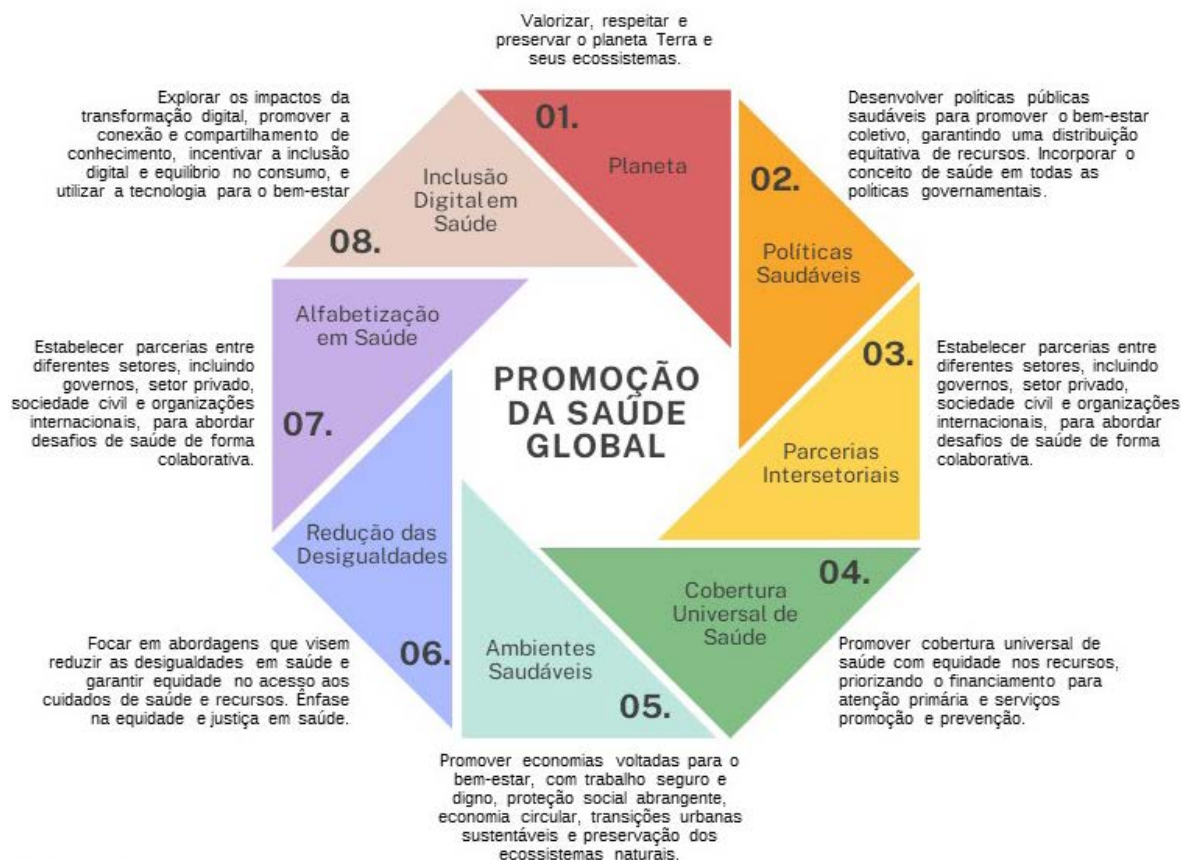 Valorizar, respeitar e
preservar o planeta Terra e
seus ecossistemas.
01.
Planeta
Desenvolver políticas públicas
saudáveis para promover o bem-estar
coletivo, garantindo uma distribuição
equitativa de recursos. Incorporar o
conceito de saúde em todas as
políticas governamentais.
02.
Políticas
Saudáveis
Estabelecer parcerias entre
diferentes setores, incluindo
governos, setor privado,
sociedade civil e organizações
internacionais, para abordar
desafios de saúde de forma
colaborativa.
03.
Parcerias
Intersetoriais
04.
Cobertura
Universal de
Saúde
Promover cobertura universal de
saúde com equidade nos recursos,
priorizando o financiamento para
atenção primária e serviços
promoção e prevenção.
Ambientes
Saudáveis
05.
Promover economias voltadas para o
bem-estar, com trabalho seguro e
digno, proteção social abrangente,
economia circular, transições urbanas
sustentáveis e preservação dos
ecossistemas naturais.
Redução das
Desigualdades
06.
Focar em abordagens que visem
reduzir as desigualdades em saúde e
garantir equidade no acesso aos
cuidados de saúde e recursos. Ênfase
na equidade e justiça em saúde.
Alfabetização
em Saúde
07.
Estabelecer parcerias entre
diferentes setores, incluindo
governos, setor privado,
sociedade civil e organizações
internacionais, para abordar
desafios de saúde de forma
colaborativa.
Explorar os impactos da
transformação digital, promover a
conexão e compartilhamento de
conhecimento, incentivar a inclusão
digital e equilíbrio no consumo, e
utilizar a tecnologia para o bem-estar
Inclusão
Digital em
Saúde
08.
PROMOÇÃO
DA SAÚDE
GLOBAL